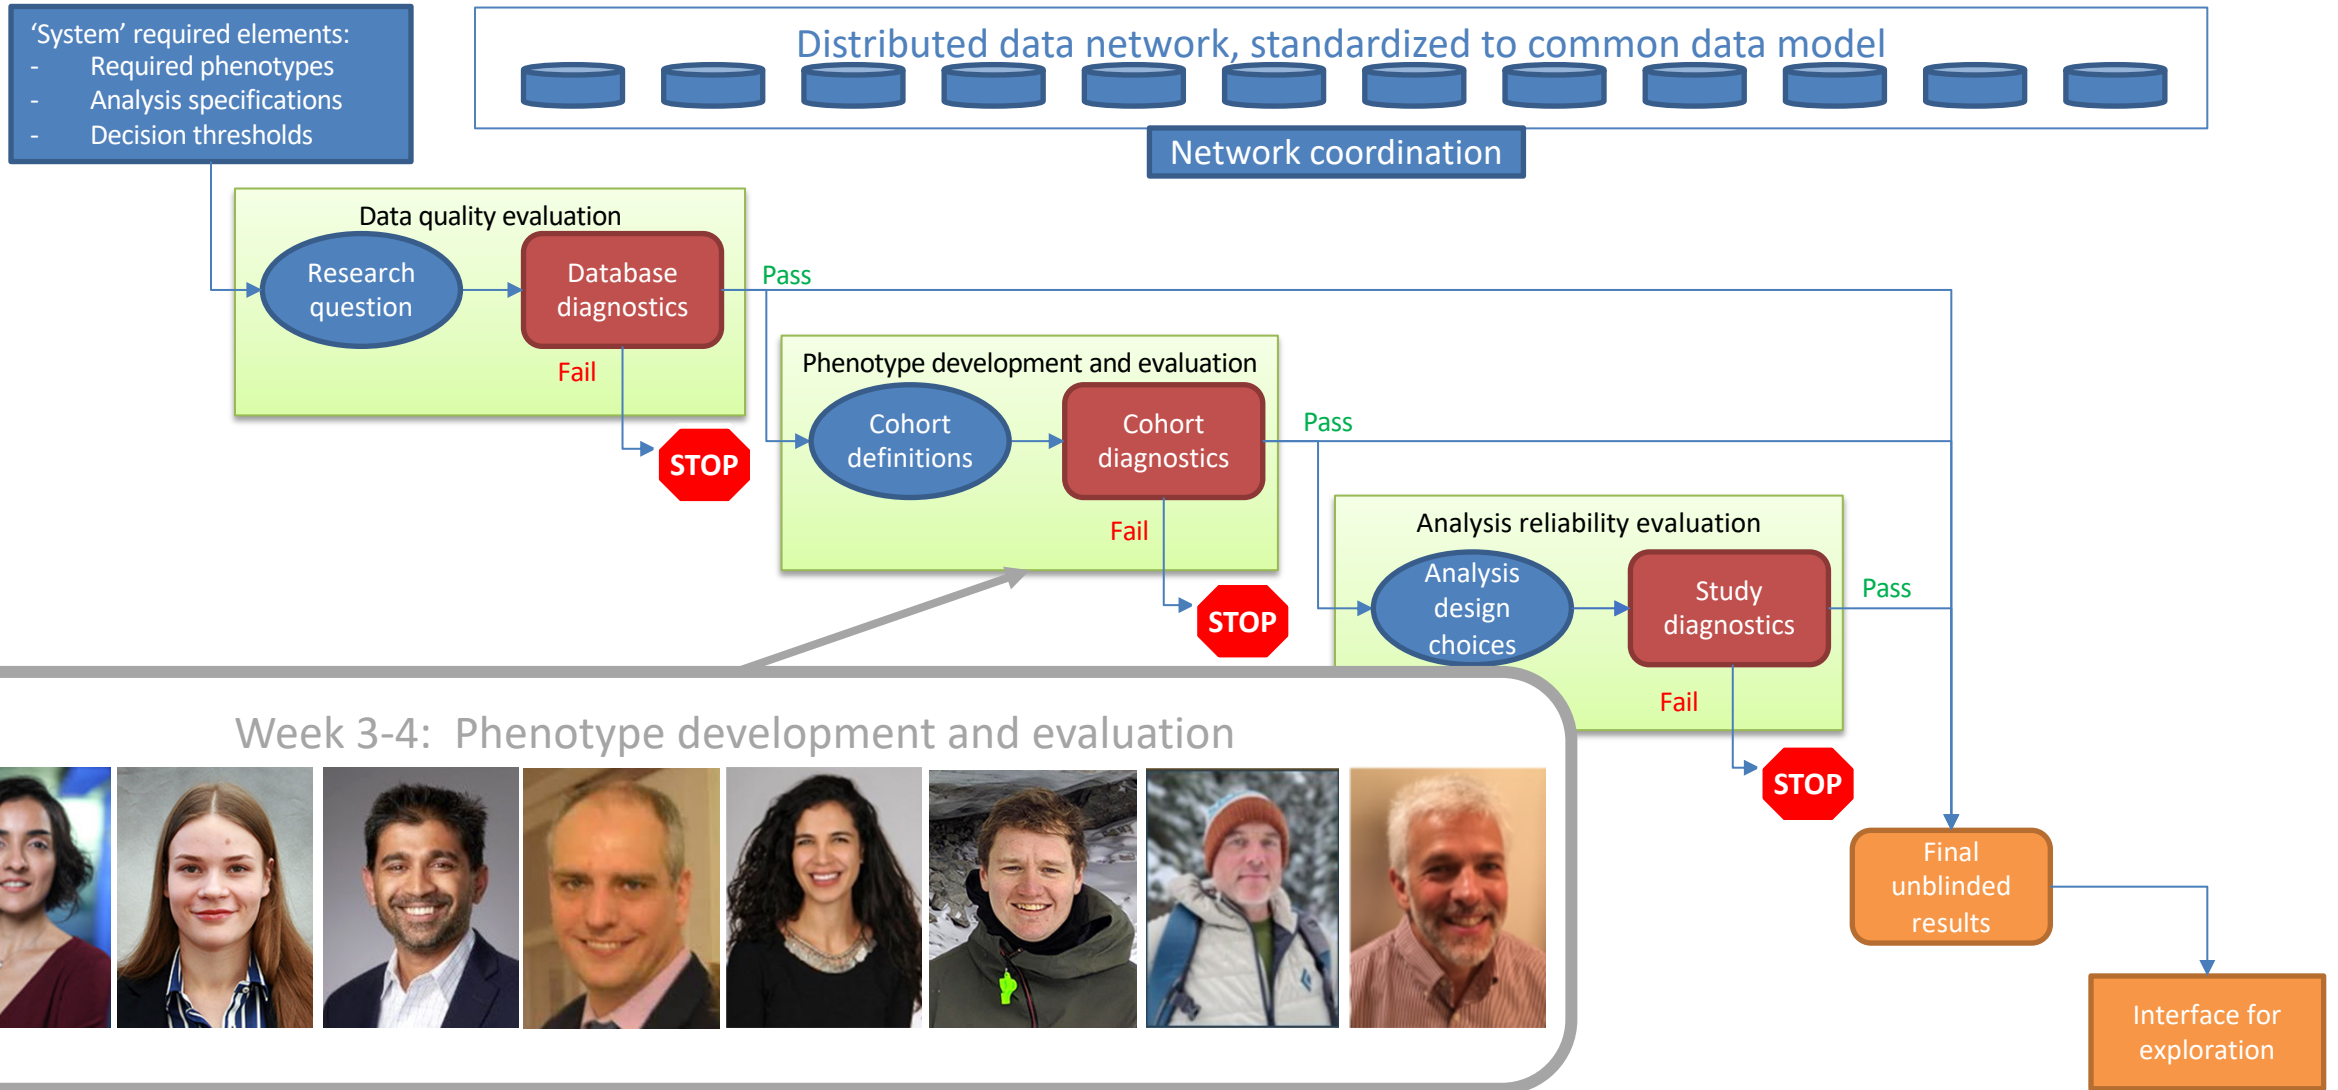 ‘System’ required elements:
- Required phenotypes
- Analysis specifications
- Decision thresholds
Distributed data network, standardized to common data model
Network coordination
Data quality evaluation
Research
question
Database
diagnostics
Pass
Fail
STOP
Phenotype development and evaluation
Cohort
definitions
Cohort
diagnostics
Pass
Fail
STOP
Analysis reliability evaluation
Analysis
design
choices
Study
diagnostics
Pass
Fail
STOP
Week 3-4:  Phenotype development and evaluation
Final
unblinded
results
Interface for
exploration